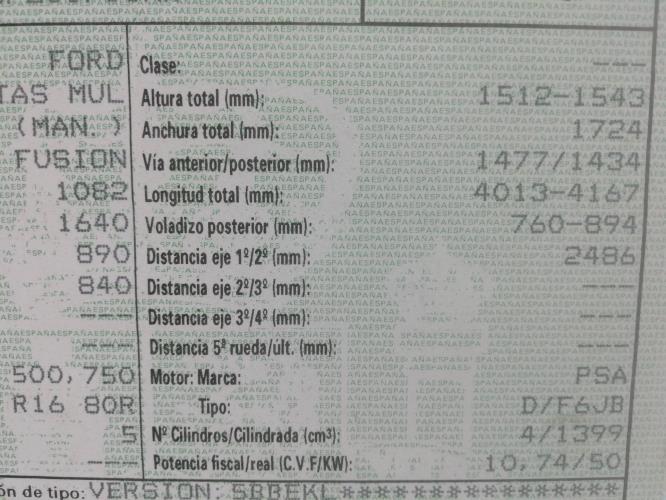 FORD Clase: ---
TAS MUL Altura total (mm): 1512-1543
(MAN. ) Anchura total (mm): 1724
FUSION Vía anterior/posterior (mm): 1477/1434
1082 Longitud total (mm): 4013-4167
1640 Voladizo posterior (mm): 760-894
890 Distancia eje 1º/2º (mm): 2486
840 Distancia eje 2º/3º (mm): ---
--- Distancia eje 3º/4º (mm): ---
--- Distancia 5ª rueda/últ. (mm): ---
500,750 Motor: Marca: PSA
R16 80R Tipo: D/F6JB
5 Nº Cilindros/Cilindrada (cm³): 4/1399
--- Potencia fiscal/real (C.V.F/KW): 10,74/50
ón de tipo: VERSION: 5BBEKL******************